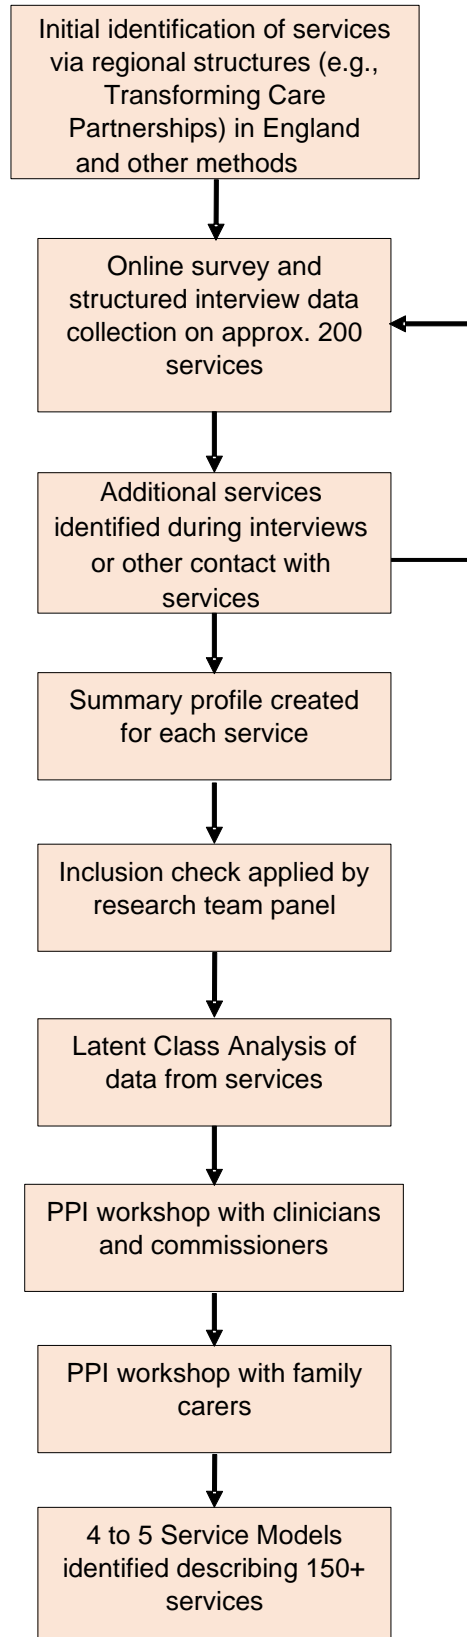 Initial identification of services
via regional structures (e.g.,
Transforming Care
Partnerships) in England
and other methods
Online survey and
structured interview data
collection on approx. 200
services
Additional services
identified during interviews
or other contact with
services
Summary profile created
for each service
Inclusion check applied by
research team panel
Latent Class Analysis of
data from services
PPI workshop with clinicians
and commissioners
PPI workshop with family
carers
4 to 5 Service Models
identified describing 150+
services